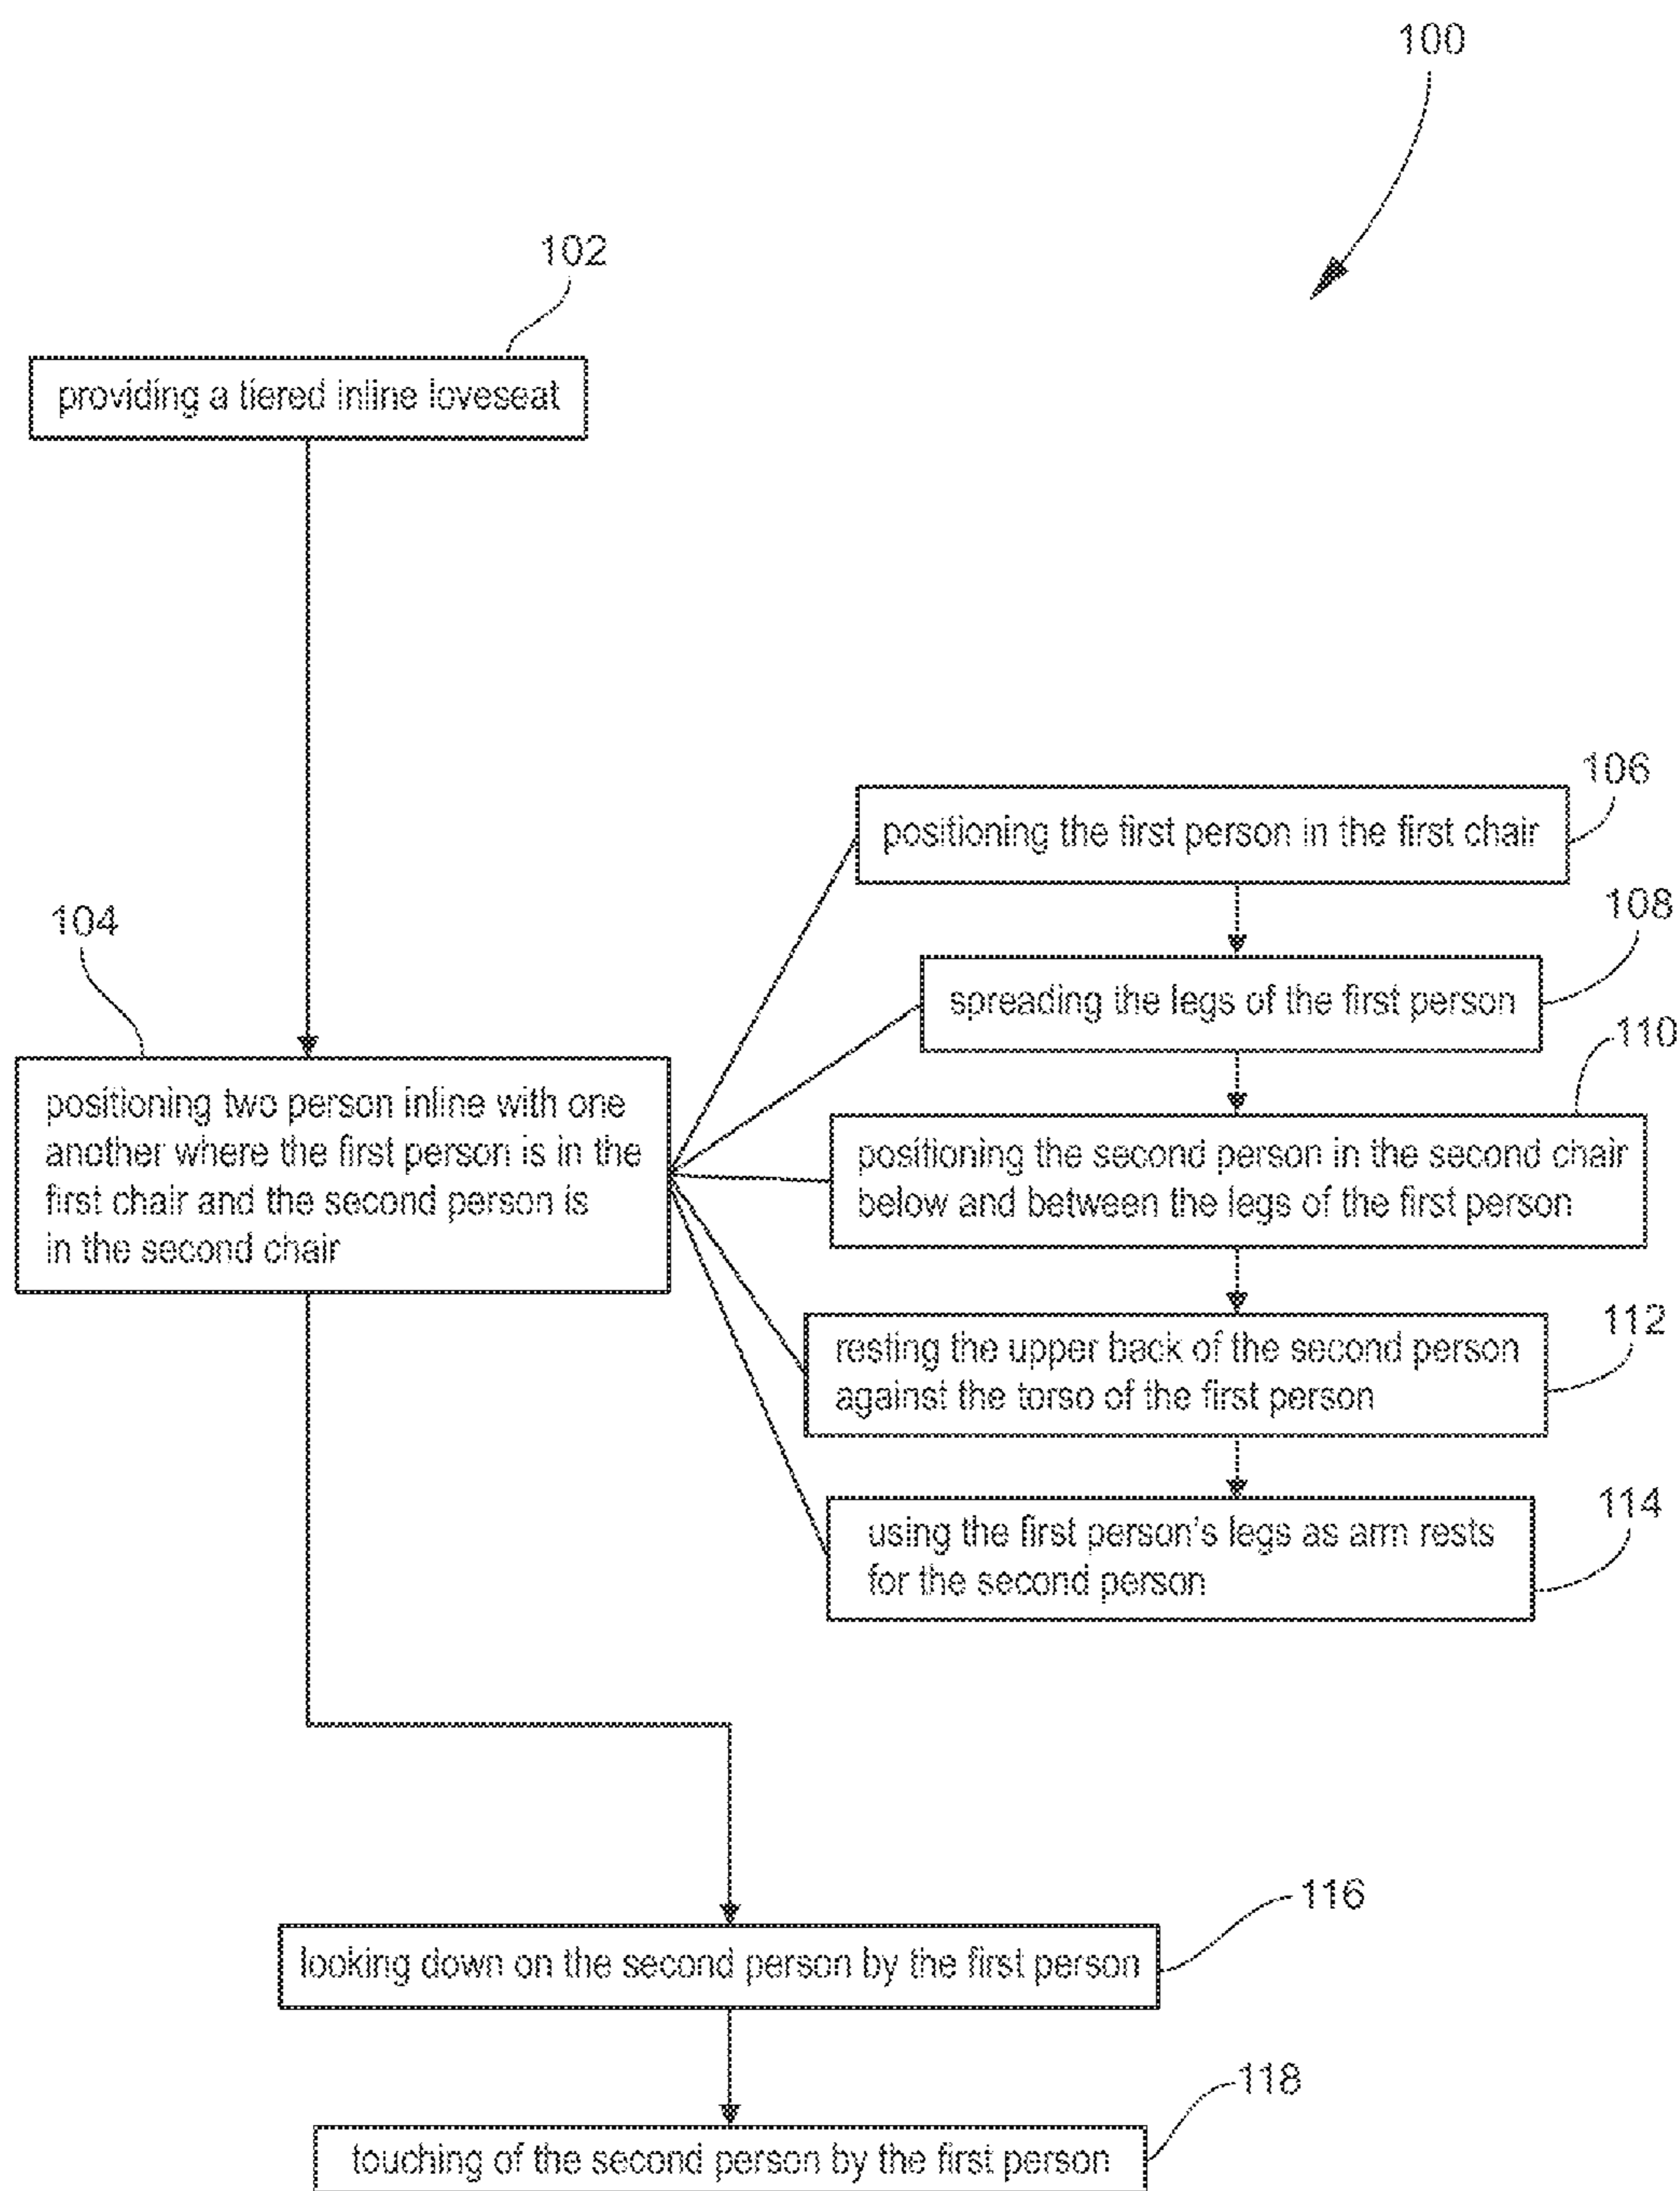 100
102
providing a tiered inline loveseat
106
positioning the first person in the first chair
108
spreading the legs of the first person
104
positioning two person inline with one
another where the first person is in the
first chair and the second person is
in the second chair
110
positioning the second person in the second chair
below and between the legs of the first person
112
resting the upper back of the second person
against the torso of the first person
114
using the first person's legs as arm rests
for the second person
116
looking down on the second person by the first person
118
touching of the second person by the first person